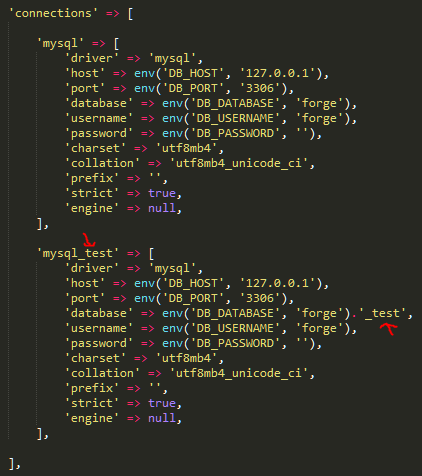 'connections' => [
'mysql' => [
'driver' => 'mysql',
'host' => env('DB_HOST', '127.0.0.1'),
'port' => env('DB_PORT', '3306'),
'database' => env('DB_DATABASE', 'forge'),
'username' => env('DB_USERNAME', 'forge'),
'password' => env('DB_PASSWORD', ''),
'charset' => 'utf8mb4',
'collation' => 'utf8mb4_unicode_ci',
'prefix' => '',
'strict' => true,
'engine' => null,
],
'mysql_test' => [
'driver' => 'mysql',
'host' => env('DB_HOST', '127.0.0.1'),
'port' => env('DB_PORT', '3306'),
'database' => env('DB_DATABASE', 'forge').'_test',
'username' => env('DB_USERNAME', 'forge'),
'password' => env('DB_PASSWORD', ''),
'charset' => 'utf8mb4',
'collation' => 'utf8mb4_unicode_ci',
'prefix' => '',
'strict' => true,
'engine' => null,
],
],